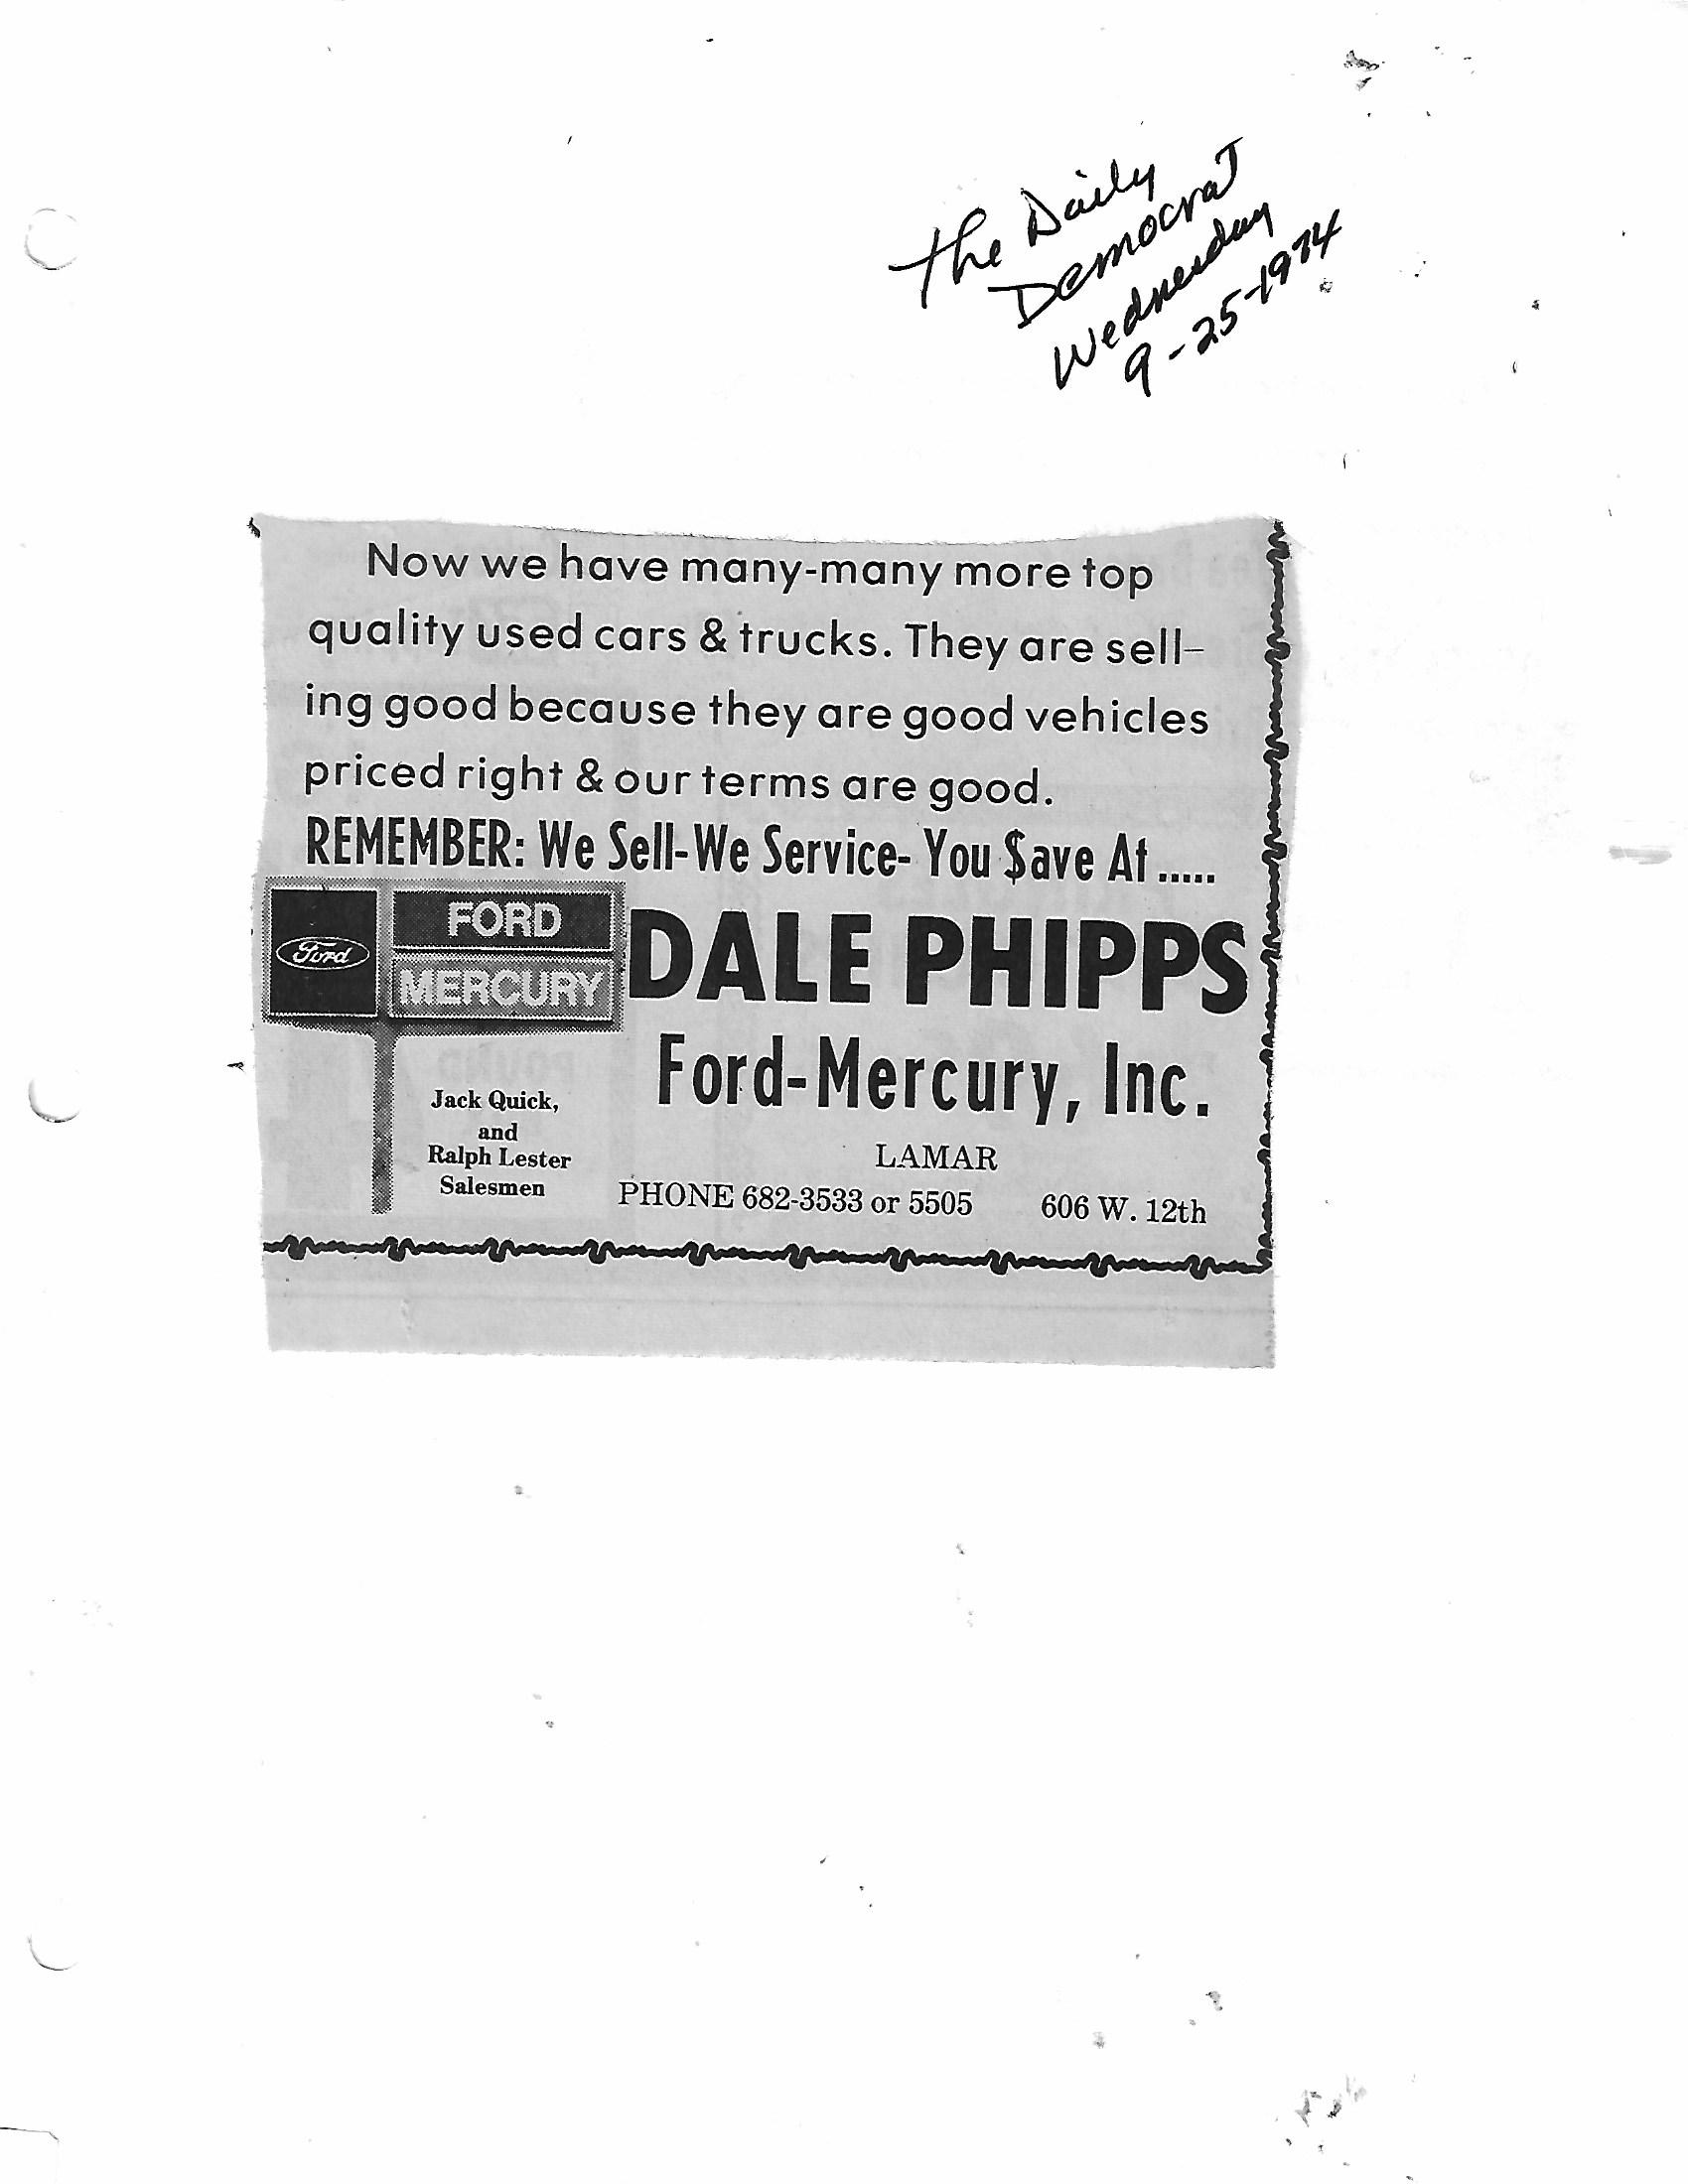 The Daily
Democrat
Wednesday
9-25-1974
Now we have many-many more top
quality used cars & trucks. They are sell-
ing good because they are good vehicles
priced right & our terms are good.
REMEMBER: We Sell-We Service- You $ave At .....
Ford
FORD
MERCURY
DALE PHIPPS
Ford-Mercury, Inc.
Jack Quick,
and
Ralph Lester
Salesmen
LAMAR
PHONE 682-3533 or 5505 606 W. 12th